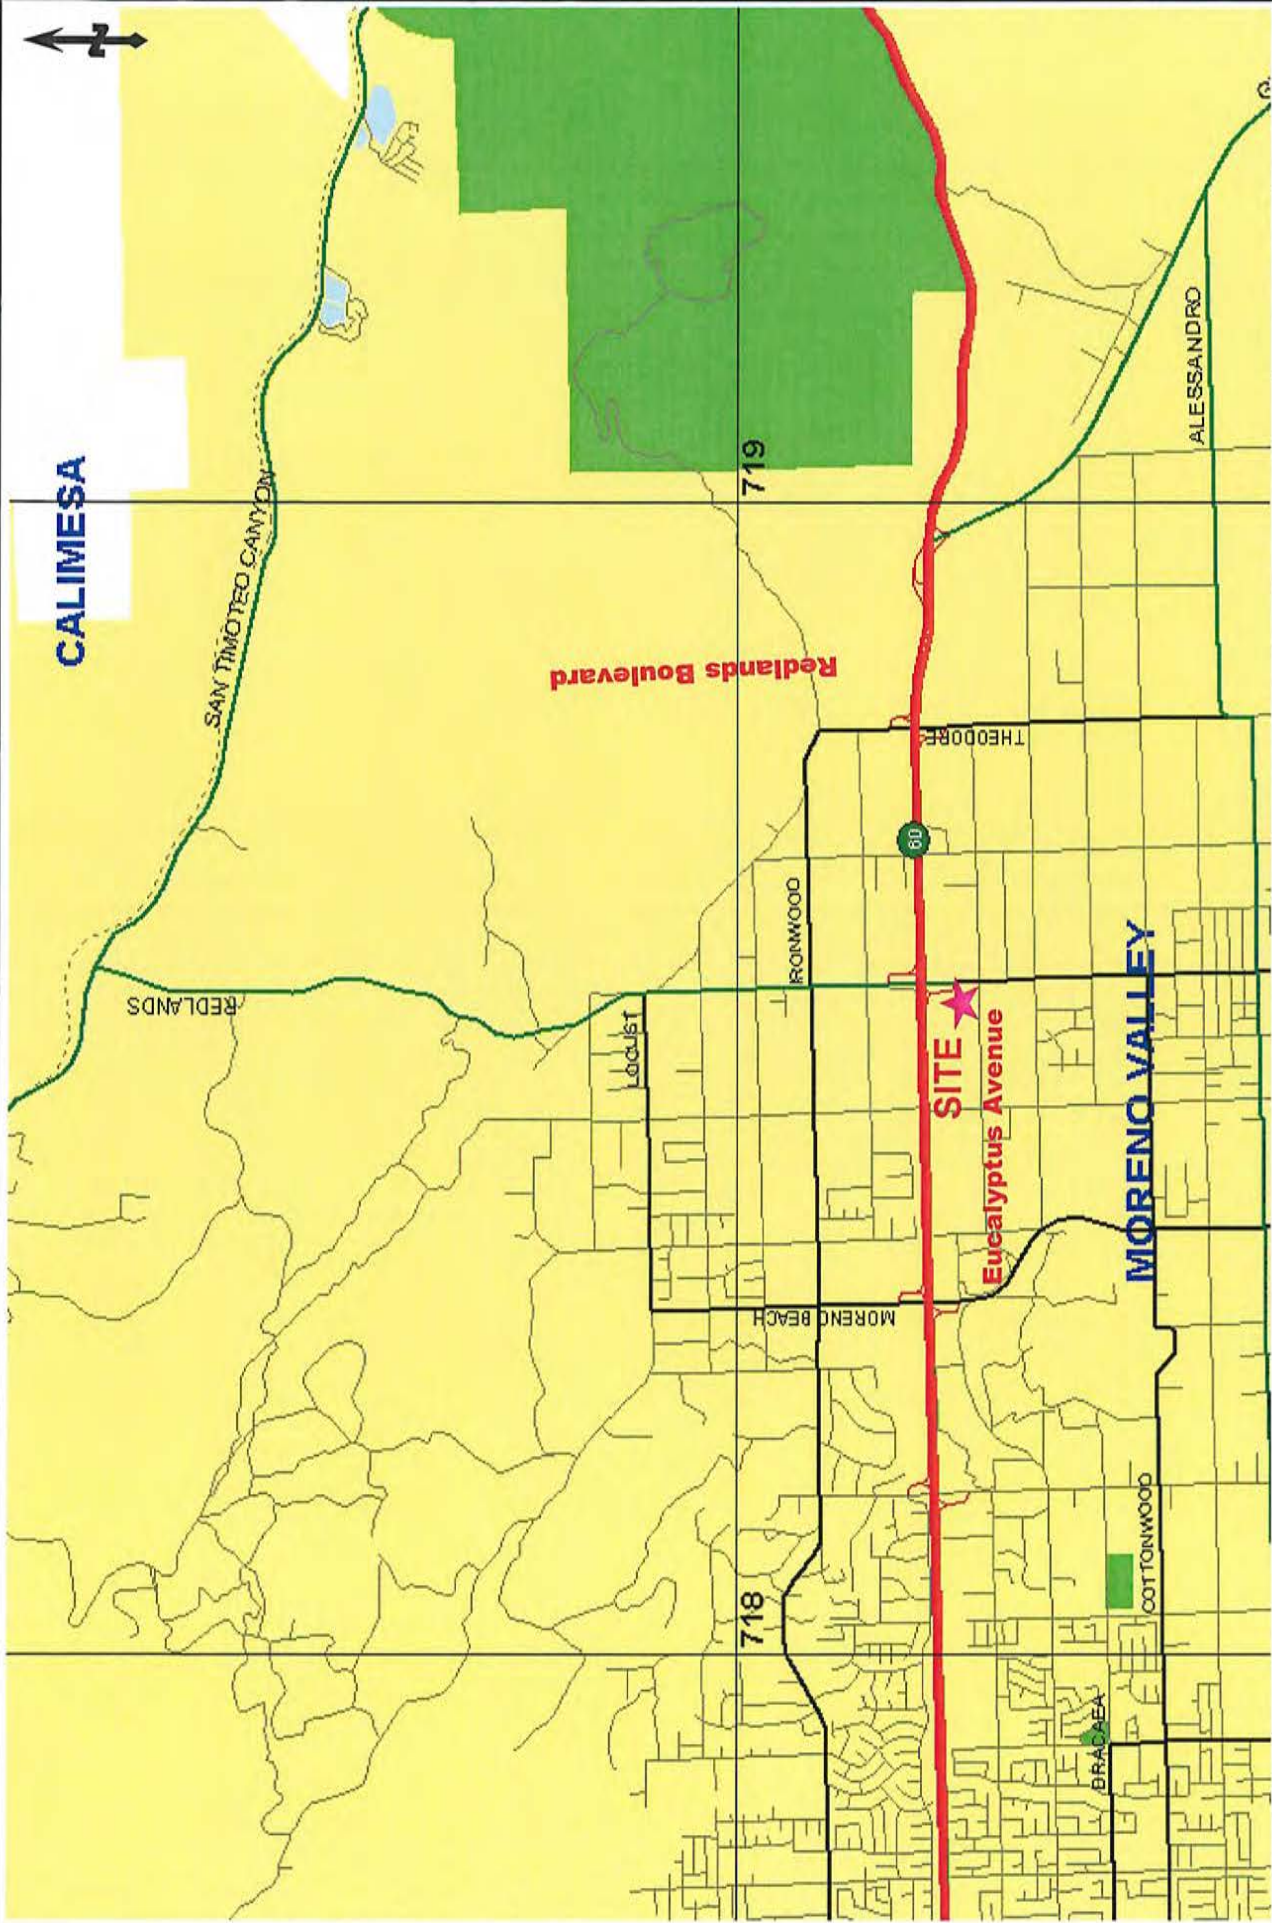 N
CALIMESA
SAN TIMOTEO CANYON
REDLANDS
Redlands Boulevard
LOCUST
718
719
IRONWOOD
MORENO BEACH
60
THEODORE
SITE
Eucalyptus Avenue
DRACAEA
COTTONWOOD
MORENO VALLEY
ALESSANDRO